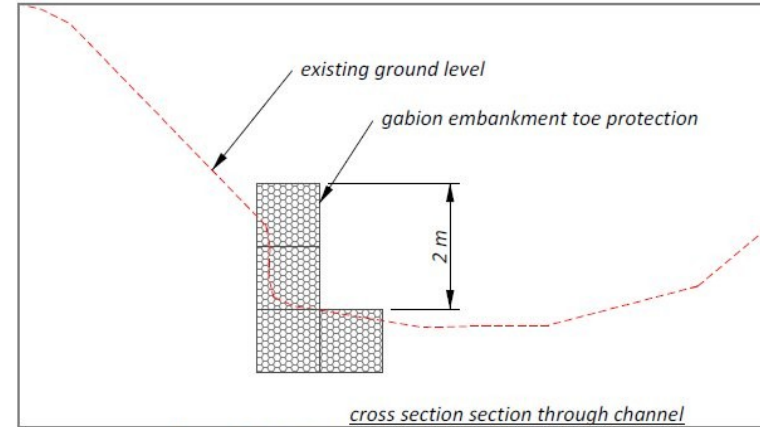 existing ground level
gabion embankment toe protection
2 m
cross section section through channel